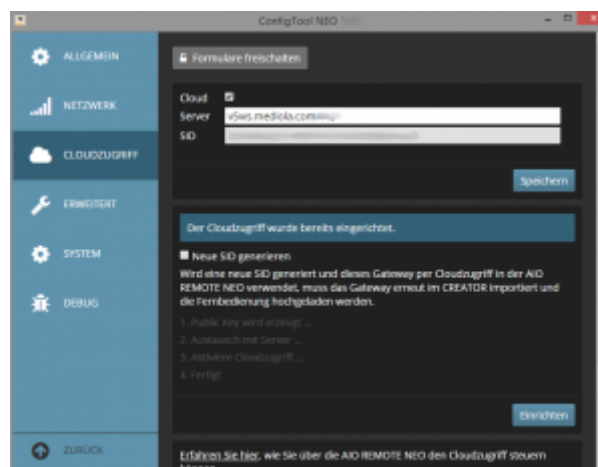 ConfigTool NEO
ALLGEMEIN
NETZWERK
CLOUDZUGRIFF
ERWEITERT
SYSTEM
DEBUG
ZURÜCK
Formulare freischalten
Cloud
Server v5ws.mediola.com
SID
Speichern
Der Cloudzugriff wurde bereits eingerichtet.
Neue SID generieren
Wird eine neue SID generiert und dieses Gateway per Cloudzugriff in der AIO
REMOTE NEO verwendet, muss das Gateway erneut im CREATOR importiert und
die Fernbedienung hochgeladen werden.
1. Public Key wird erzeugt ...
2. Austausch mit Server ...
3. Aktiviere Cloudzugriff ...
4. Fertig!
Einrichten
Erfahren Sie hier, wie Sie über die AIO REMOTE NEO den Cloudzugriff steuern